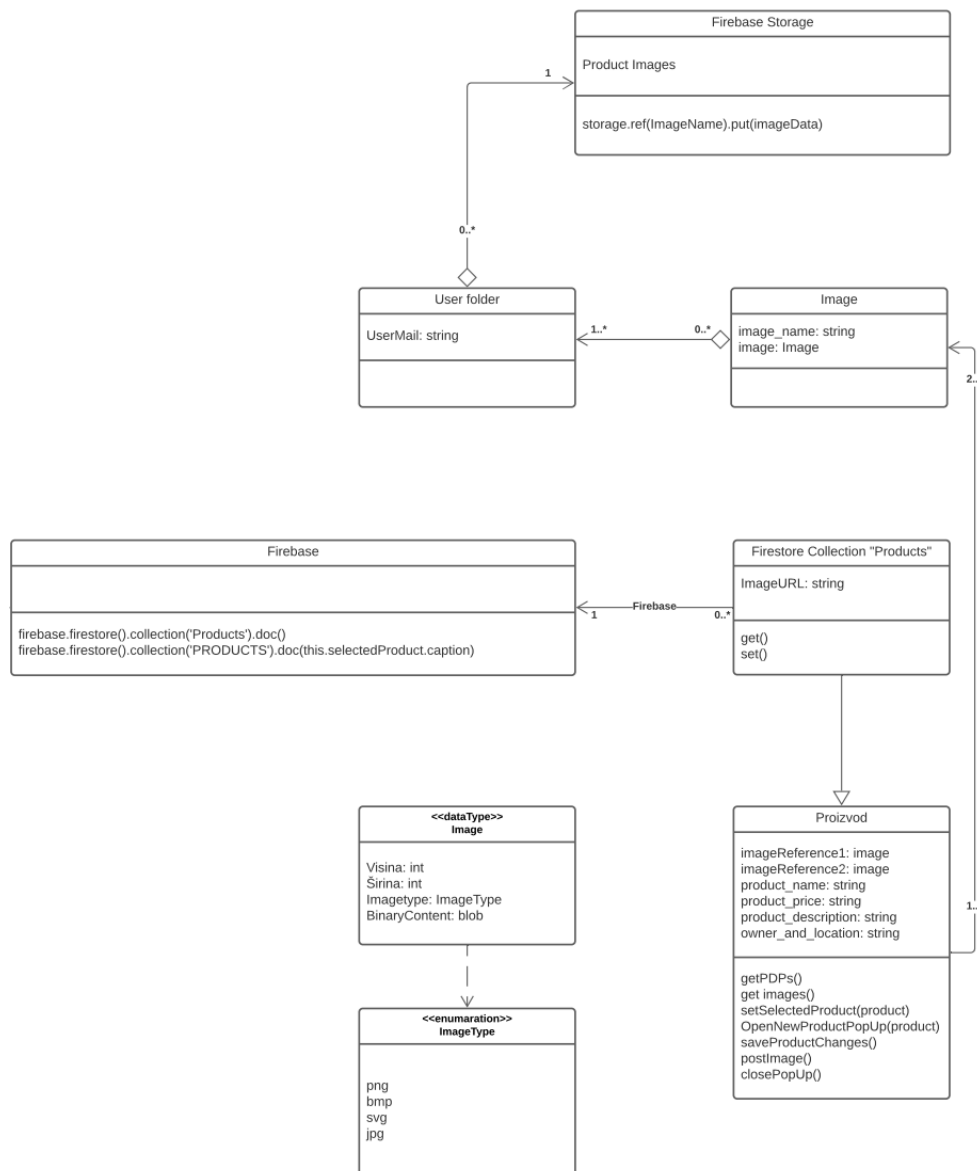 Firebase Storage
Product Images
storage.ref(ImageName).put(imageData)
1
0..*
User folder
UserMail: string
1..*
0..*
Image
image_name: string
image: Image
2..
Firebase
firebase.firestore().collection('Products').doc()
firebase.firestore().collection('PRODUCTS').doc(this.selectedProduct.caption)
1
Firebase
0..*
Firestore Collection "Products"
ImageURL: string
get()
set()
<<dataType>>
Image
Visina: int
Širina: int
Imagetype: ImageType
BinaryContent: blob
<<enumaration>>
ImageType
png
bmp
svg
jpg
Proizvod
imageReference1: image
imageReference2: image
product_name: string
product_price: string
product_description: string
owner_and_location: string
1..
getPDPs()
get images()
setSelectedProduct(product)
OpenNewProductPopUp(product)
saveProductChanges()
postImage()
closePopUp()